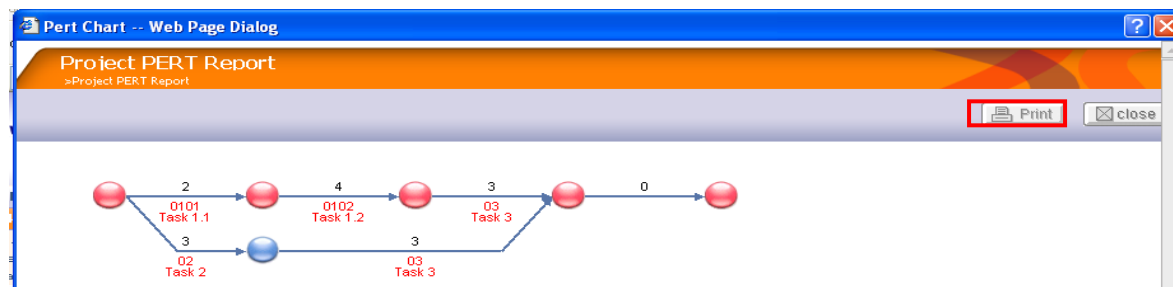 Pert Chart -- Web Page Dialog
Project PERT Report
>Project PERT Report
Print
close
2
4
3
0
0101
0102
03
Task 1.1
Task 1.2
Task 3
3
3
02
03
Task 2
Task 3